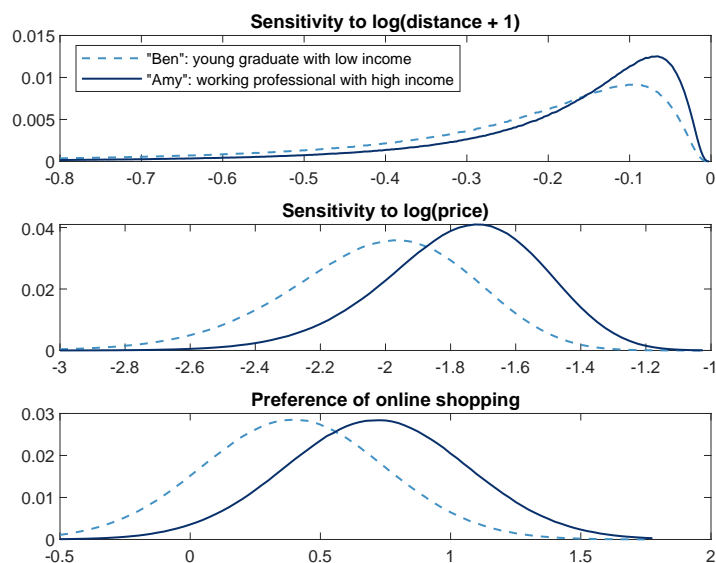 Sensitivity to log(distance + 1)
0.015
0.01
0.005
0
"Ben": young graduate with low income
"Amy": working professional with high income
-0.8 -0.7 -0.6 -0.5 -0.4 -0.3 -0.2 -0.1 0
Sensitivity to log(price)
0.04
0.02
0
-3 -2.8 -2.6 -2.4 -2.2 -2 -1.8 -1.6 -1.4 -1.2 -1
Preference of online shopping
0.03
0.02
0.01
0
-0.5 0 0.5 1 1.5 2